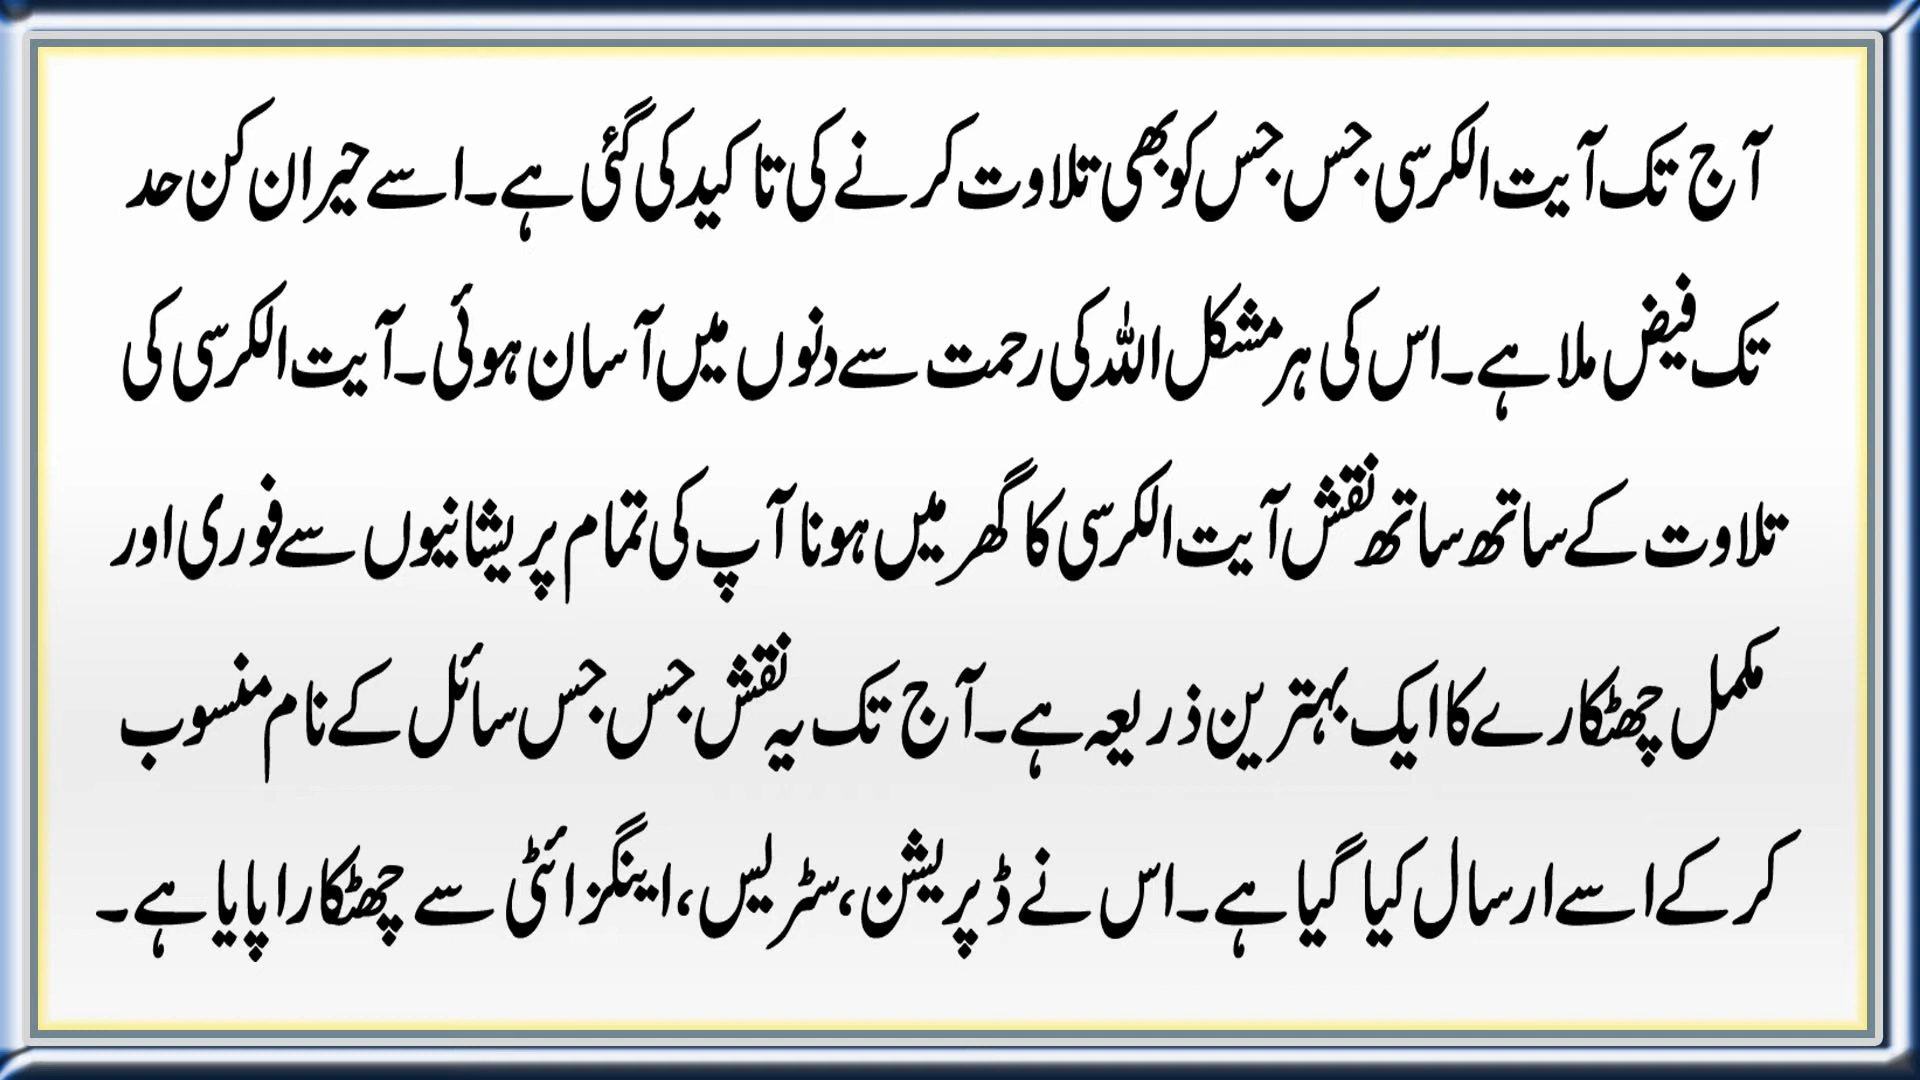 آج تک آیت الکرسی جس جس کو بھی تلاوت کرنے کی تاکید کی گئی ہے۔ اسے حیران کن حد
تک فیض ملا ہے۔ اس کی ہر مشکل اللہ کی رحمت سے دنوں میں آسان ہوئی۔ آیت الکرسی کی
تلاوت کے ساتھ ساتھ نقش آیت الکرسی کا گھر میں ہونا آپ کی تمام پریشانیوں سے فوری اور
مکمل چھٹکارے کا ایک بہترین ذریعہ ہے۔ آج تک یہ نقش جس جس سائل کے نام منسوب
کر کے اسے ارسال کیا گیا ہے۔ اس نے ڈپریشن، سٹریس، اینگزائٹی سے چھٹکارا پایا ہے۔